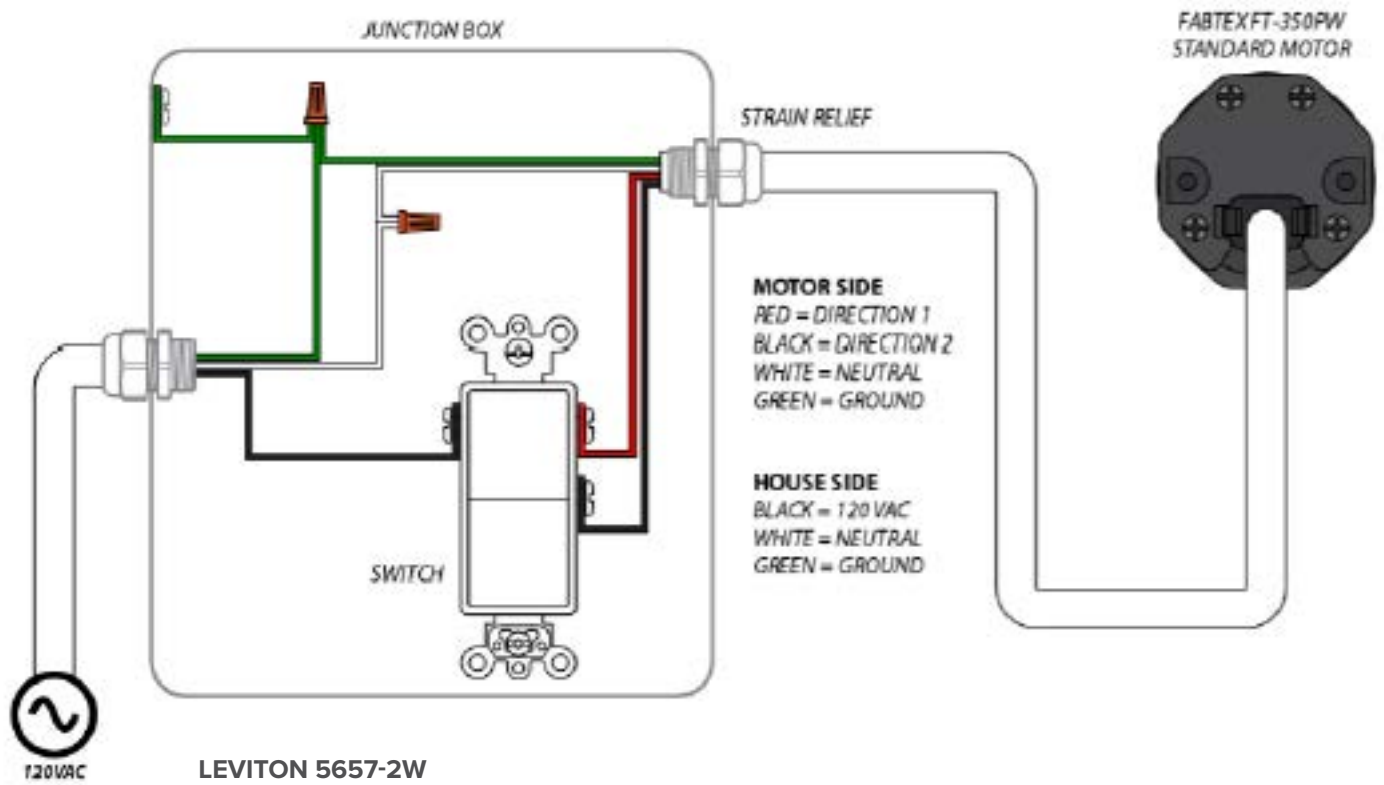 JUNCTION BOX
FABTEX FT-350PW
STANDARD MOTOR
STRAIN RELIEF
MOTOR SIDE
RED = DIRECTION 1
BLACK = DIRECTION 2
WHITE = NEUTRAL
GREEN = GROUND
HOUSE SIDE
BLACK = 120 VAC
WHITE = NEUTRAL
GREEN = GROUND
SWITCH
120VAC
LEVITON 5657-2W